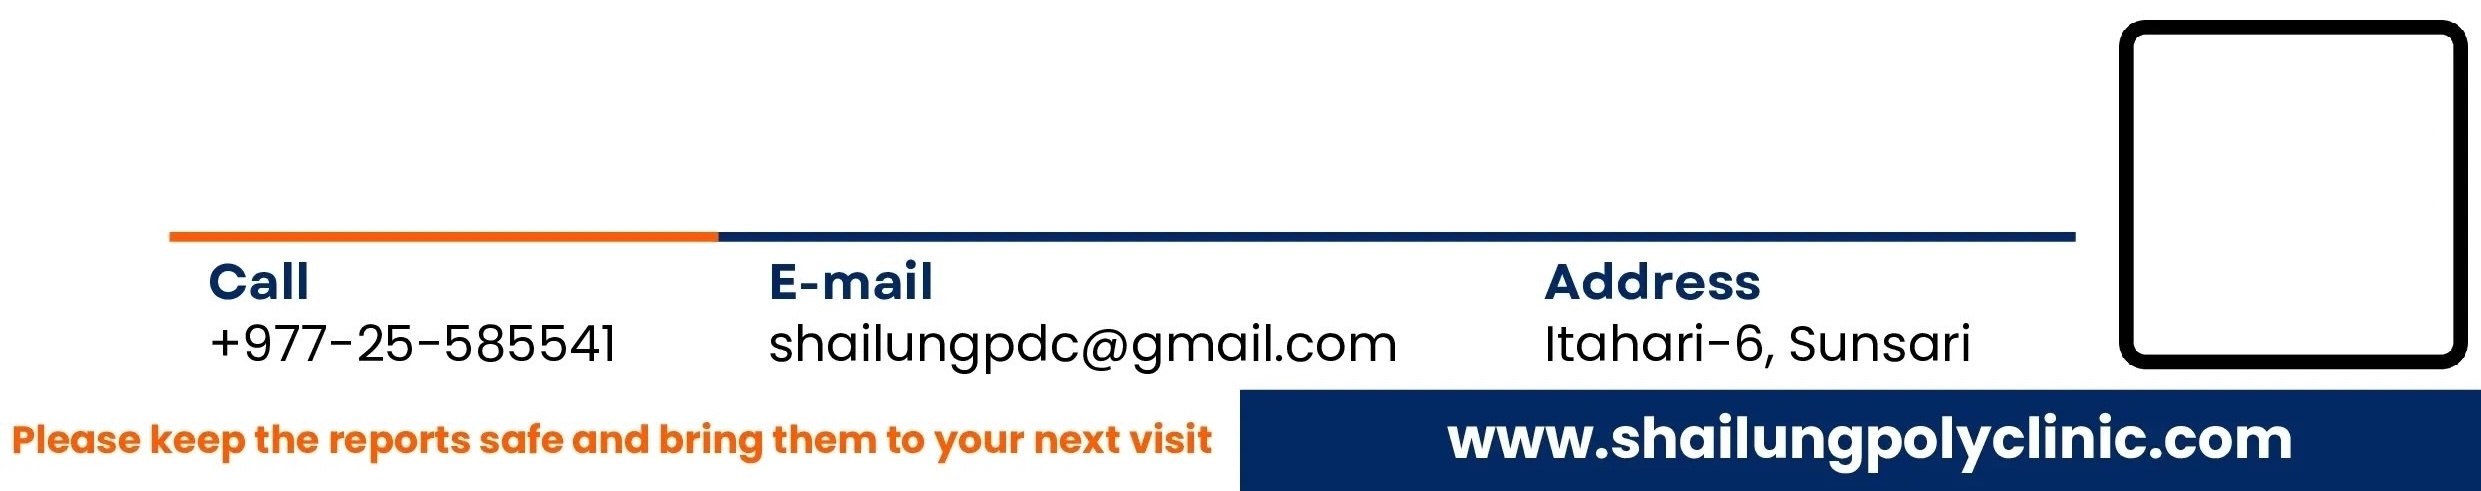 Call
+977-25-585541
E-mail
shailungpdc@gmail.com
Address
Itahari-6, Sunsari
Please keep the reports safe and bring them to your next visit
www.shailungpolyclinic.com